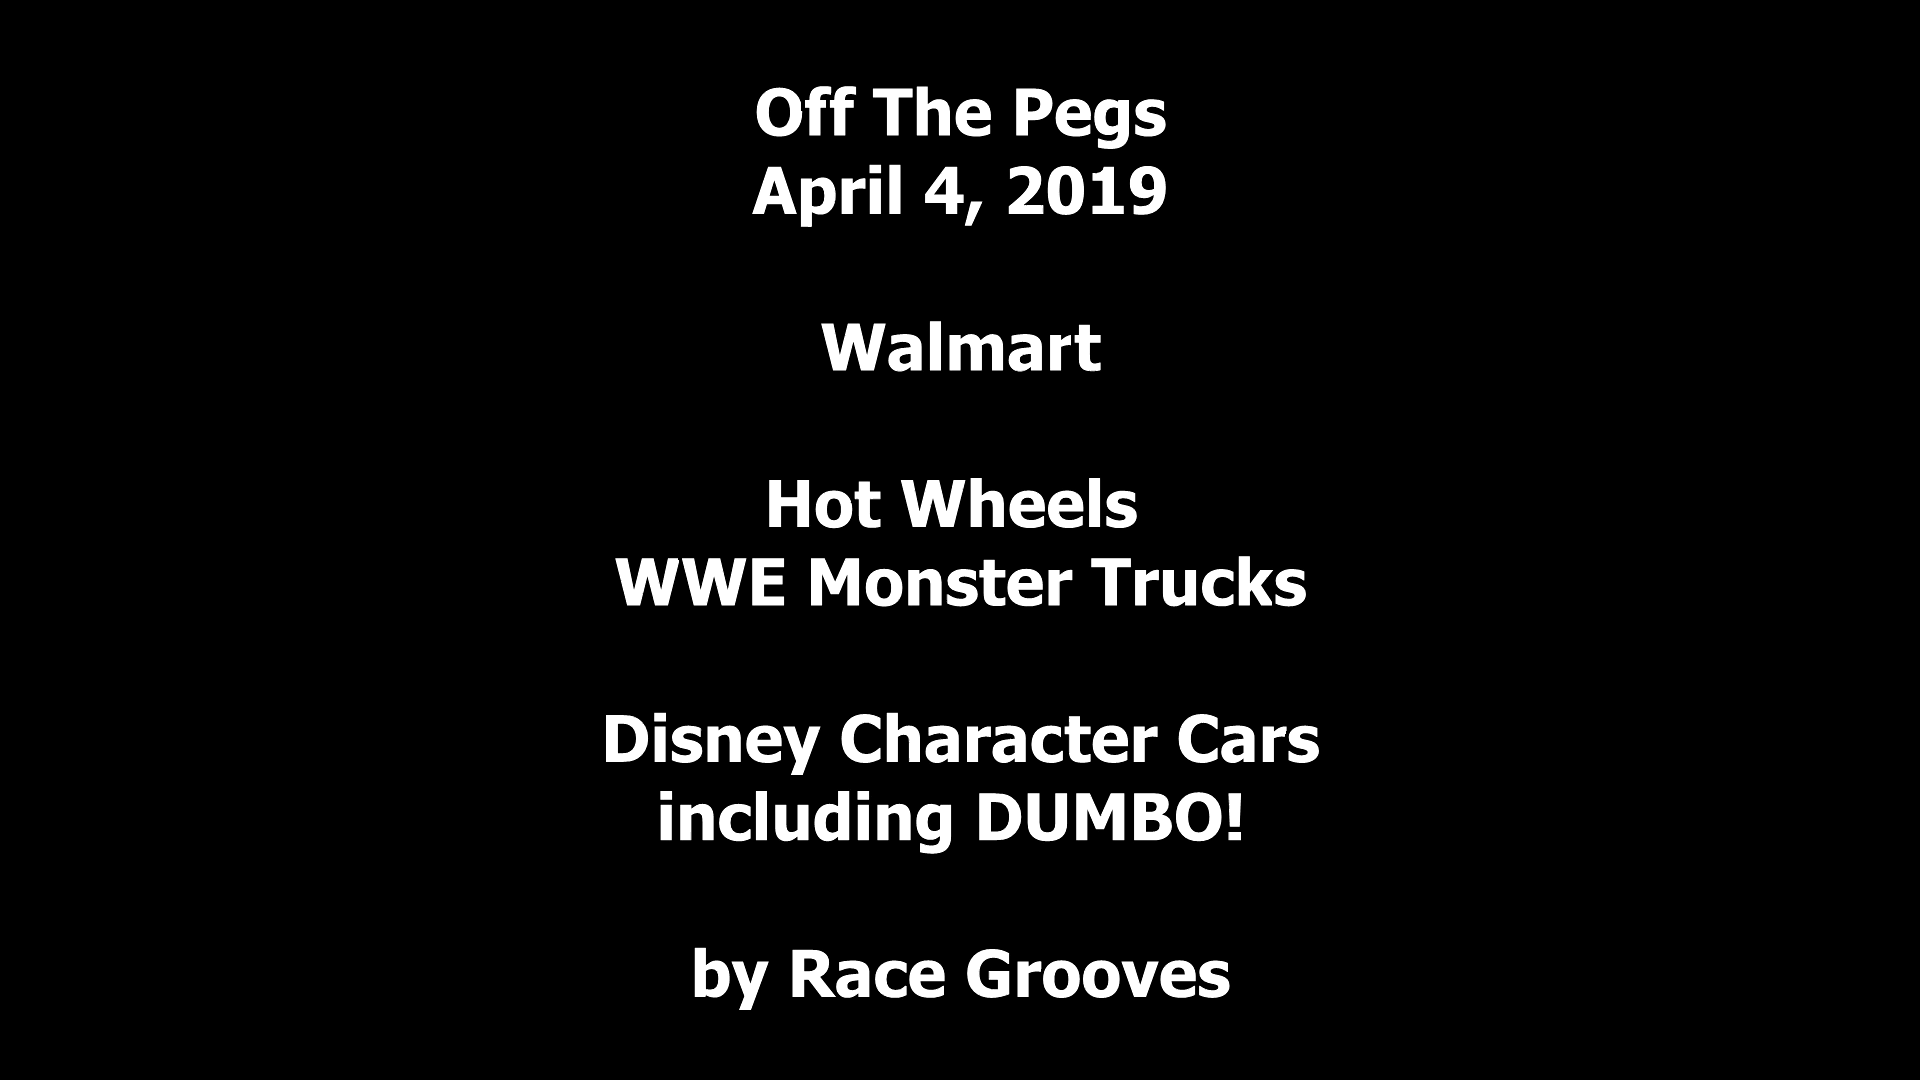 Off The Pegs
April 4, 2019
Walmart
Hot Wheels
WWE Monster Trucks
Disney Character Cars
including DUMBO!
by Race Grooves